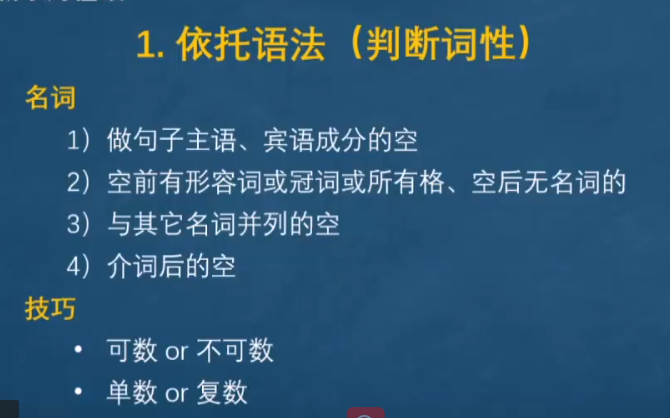 1. 依托语法（判断词性）
名词
1）做句子主语、宾语成分的空
2）空前有形容词或冠词或所有格、空后无名词的
3）与其它名词并列的空
4）介词后的空
技巧
• 可数 or 不可数
• 单数 or 复数